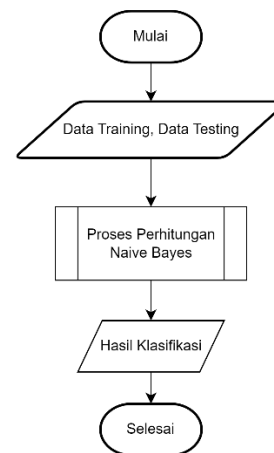 Mulai
Data Training, Data Testing
Proses Perhitungan
Naive Bayes
Hasil Klasifikasi
Selesai